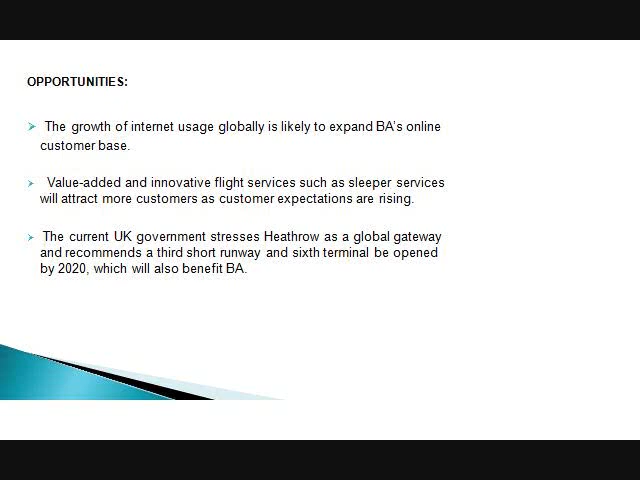 OPPORTUNITIES:
The growth of internet usage globally is likely to expand BA's online
customer base.
Value-added and innovative flight services such as sleeper services
will attract more customers as customer expectations are rising.
The current UK government stresses Heathrow as a global gateway
and recommends a third short runway and sixth terminal be opened
by 2020, which will also benefit BA.